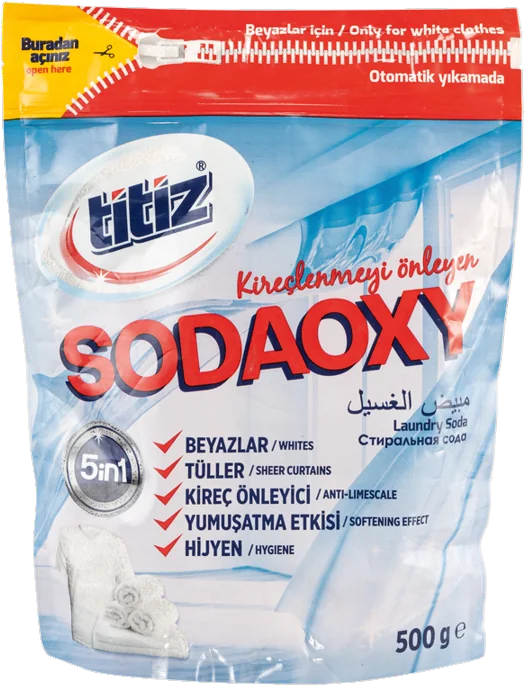 Beyazlar için / Only for white clothes
Buradan
açınız
open here
Otomatik yıkamada
titiz®
Kireçlenmeyi önleyen
SODAOXY
مبيض الغسيل
Laundry Soda
Стиральная сода
5in1
BEYAZLAR / WHITES
TÜLLER / SHEER CURTAINS
KİREÇ ÖNLEYİCİ / ANTI-LIMESCALE
YUMUŞATMA ETKİSİ / SOFTENING EFFECT
HİJYEN / HYGIENE
500 g e